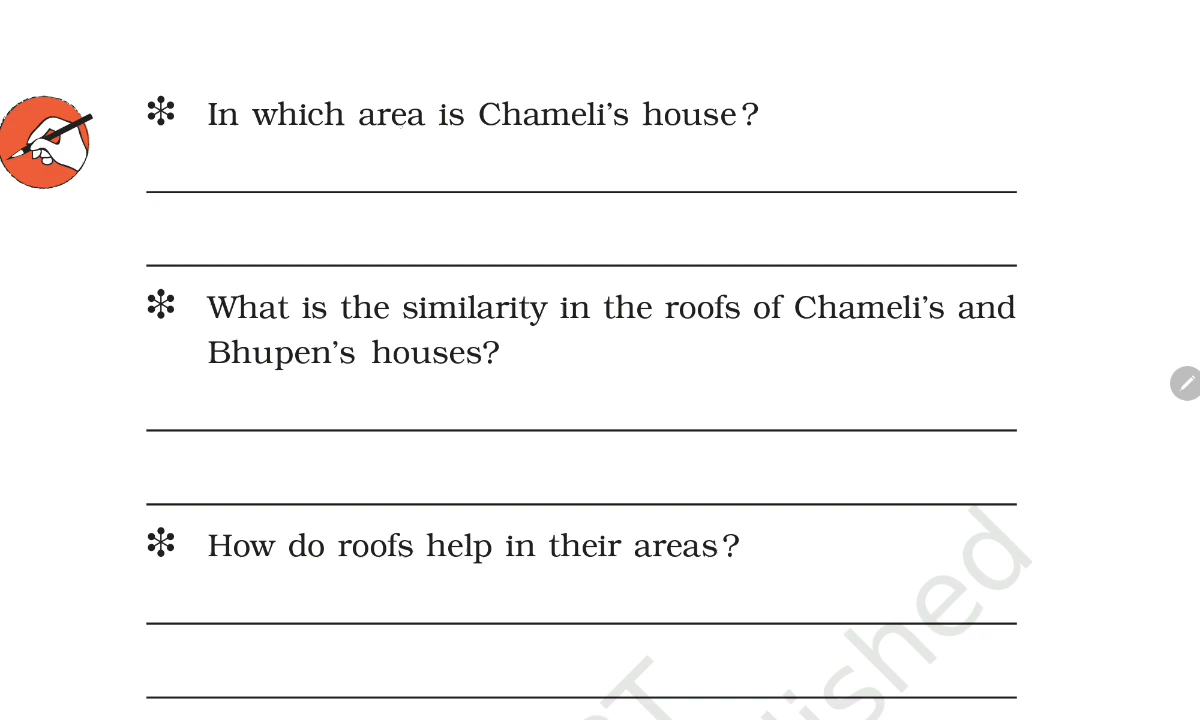 In which area is Chameli’s house?
What is the similarity in the roofs of Chameli’s and
Bhupen’s houses?
How do roofs help in their areas?